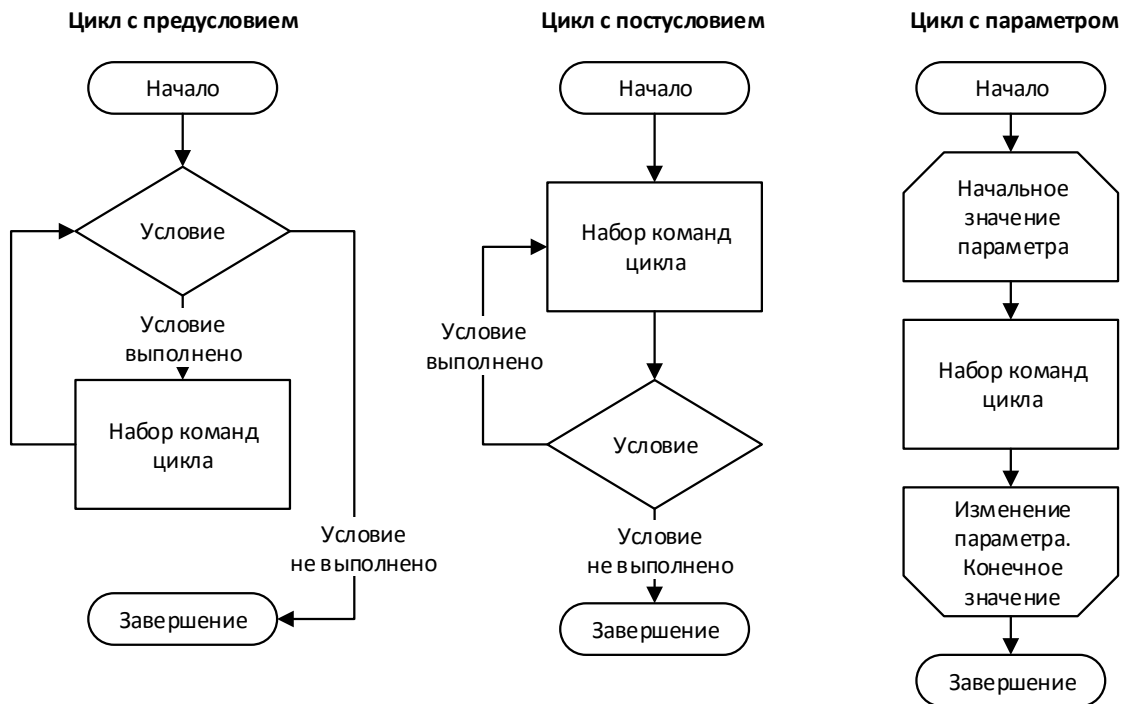 Цикл с предусловием
Начало
Условие
Условие
выполнено
Набор команд
цикла
Условие
не выполнено
Завершение
Цикл с постусловием
Начало
Набор команд
цикла
Условие
выполнено
Условие
Условие
не выполнено
Завершение
Цикл с параметром
Начало
Начальное
значение
параметра
Набор команд
цикла
Изменение
параметра.
Конечное
значение
Завершение